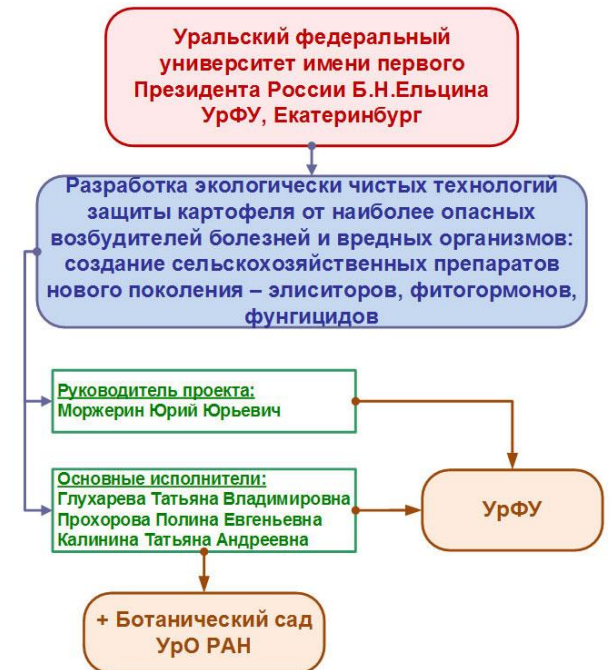 Уральский федеральный
университет имени первого
Президента России Б.Н.Ельцина
УрФУ, Екатеринбург
Разработка экологически чистых технологий
защиты картофеля от наиболее опасных
возбудителей болезней и вредных организмов:
создание сельскохозяйственных препаратов
нового поколения – элиситоров, фитогормонов,
фунгицидов
Руководитель проекта:
Моржерин Юрий Юрьевич
Основные исполнители:
Глухарева Татьяна Владимировна
Прохорова Полина Евгеньевна
Калинина Татьяна Андреевна
УрФУ
+ Ботанический сад
УрО РАН